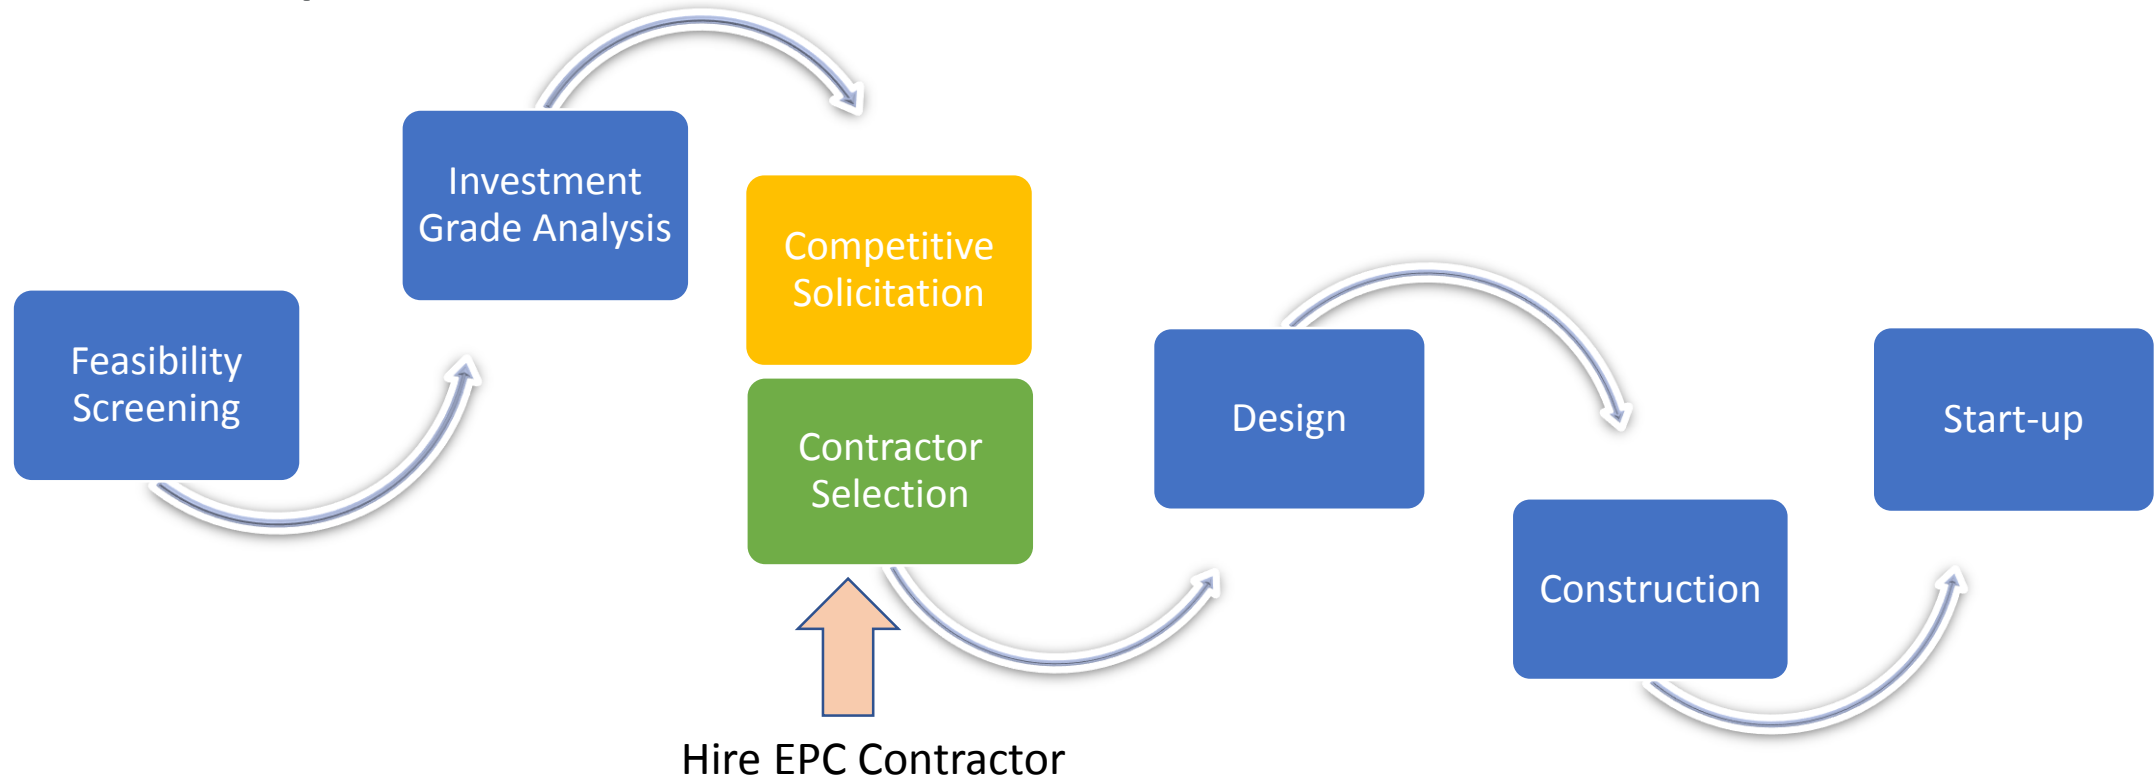 Feasibility
Screening
Investment
Grade Analysis
Competitive
Solicitation
Contractor
Selection
Hire EPC Contractor
Design
Construction
Start-up